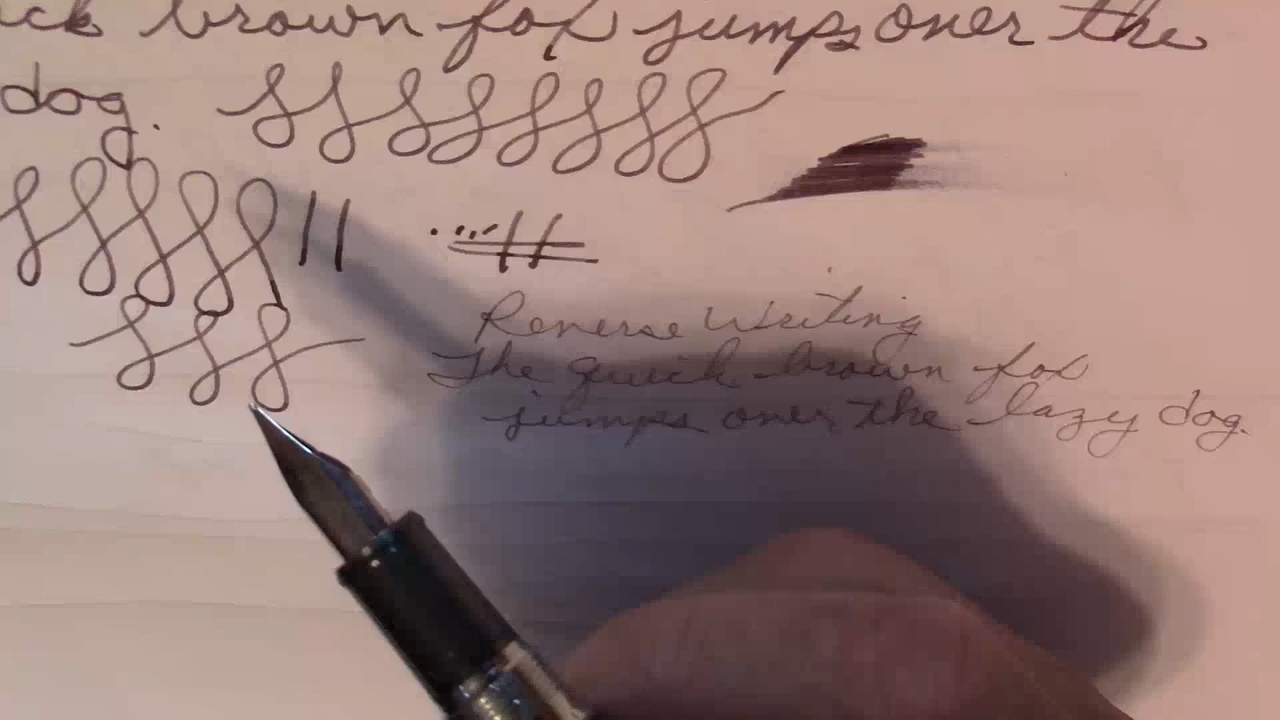 ck brown fox jumps over the
dog.
Reverse Writing
The quick brown fox
jumps over the lazy dog.